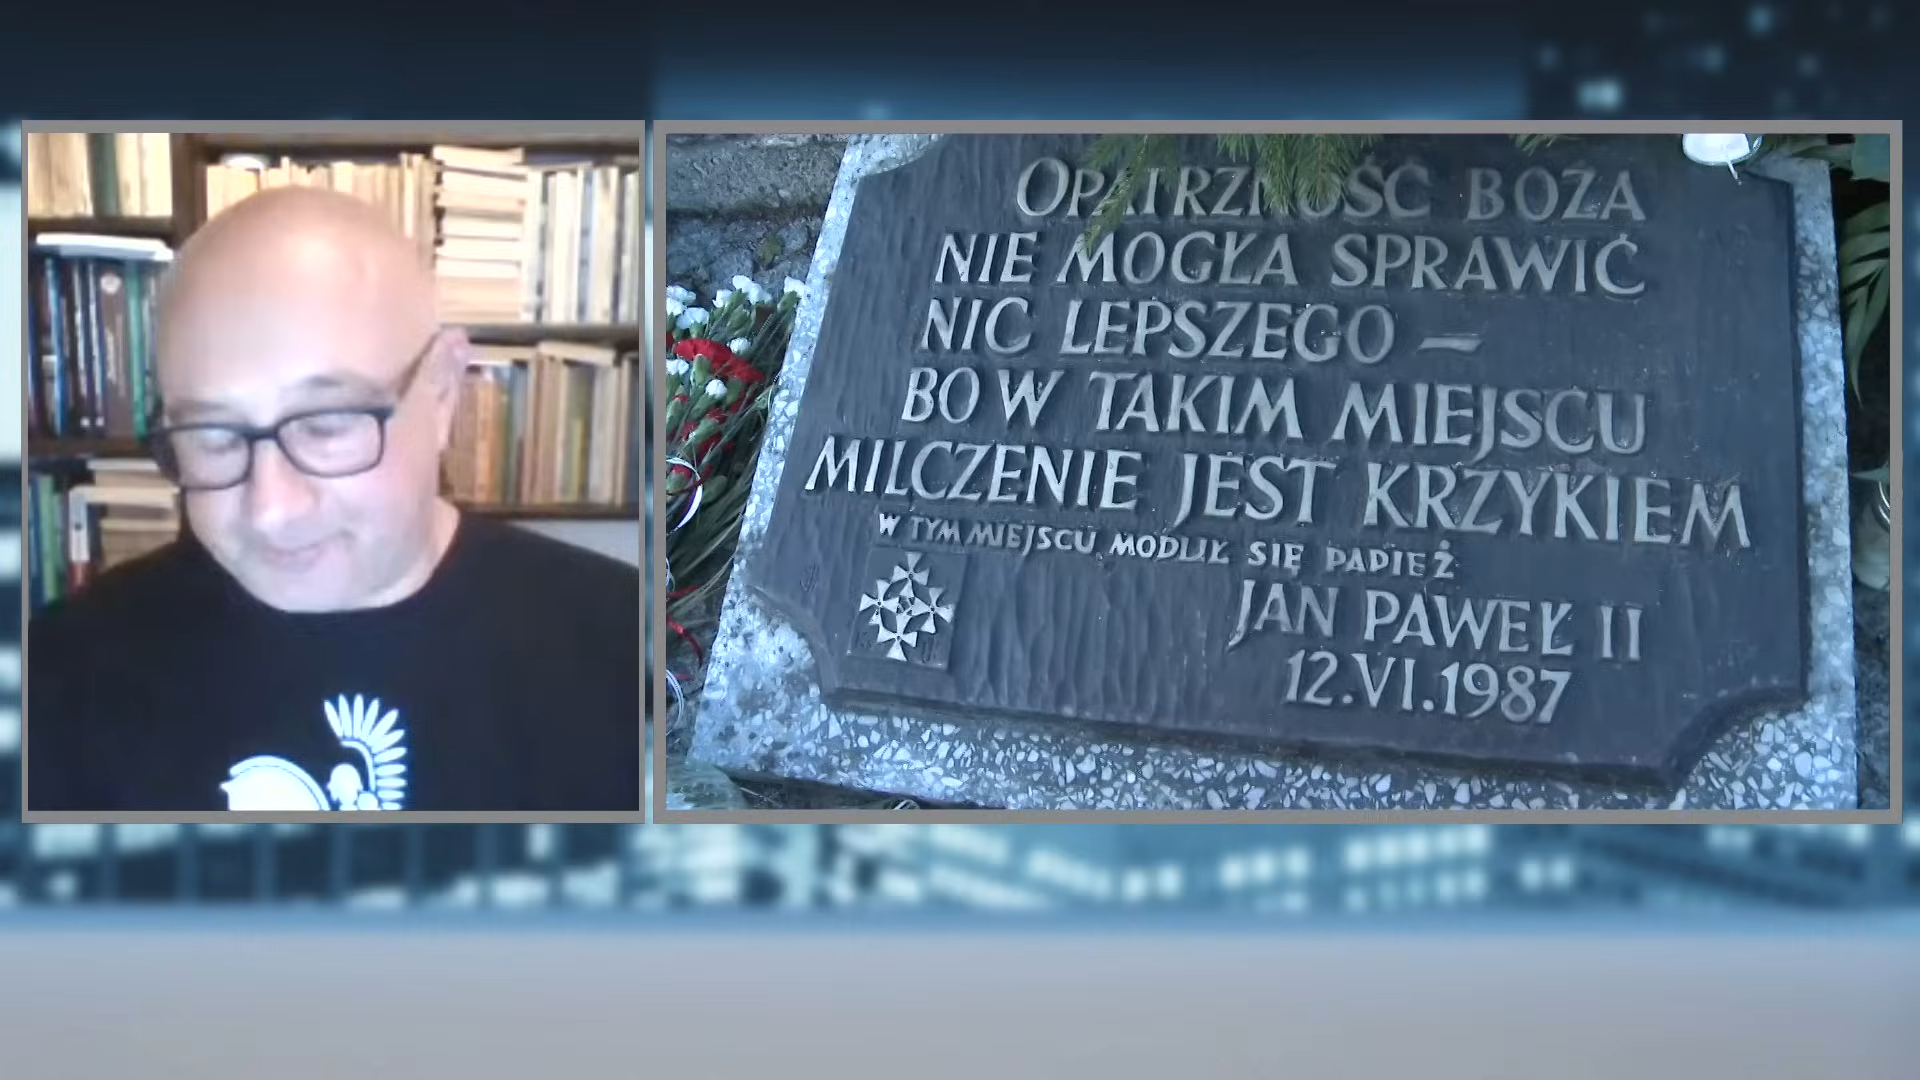 OPATRZNOŚĆ BOŻA
NIE MOGŁA SPRAWIĆ
NIC LEPSZEGO —
BO W TAKIM MIEJSCU
MILCZENIE JEST KRZYKIEM
W TYM MIEJSCU MODLIŁ SIĘ PAPIEŻ
JAN PAWEŁ II
12.VI.1987